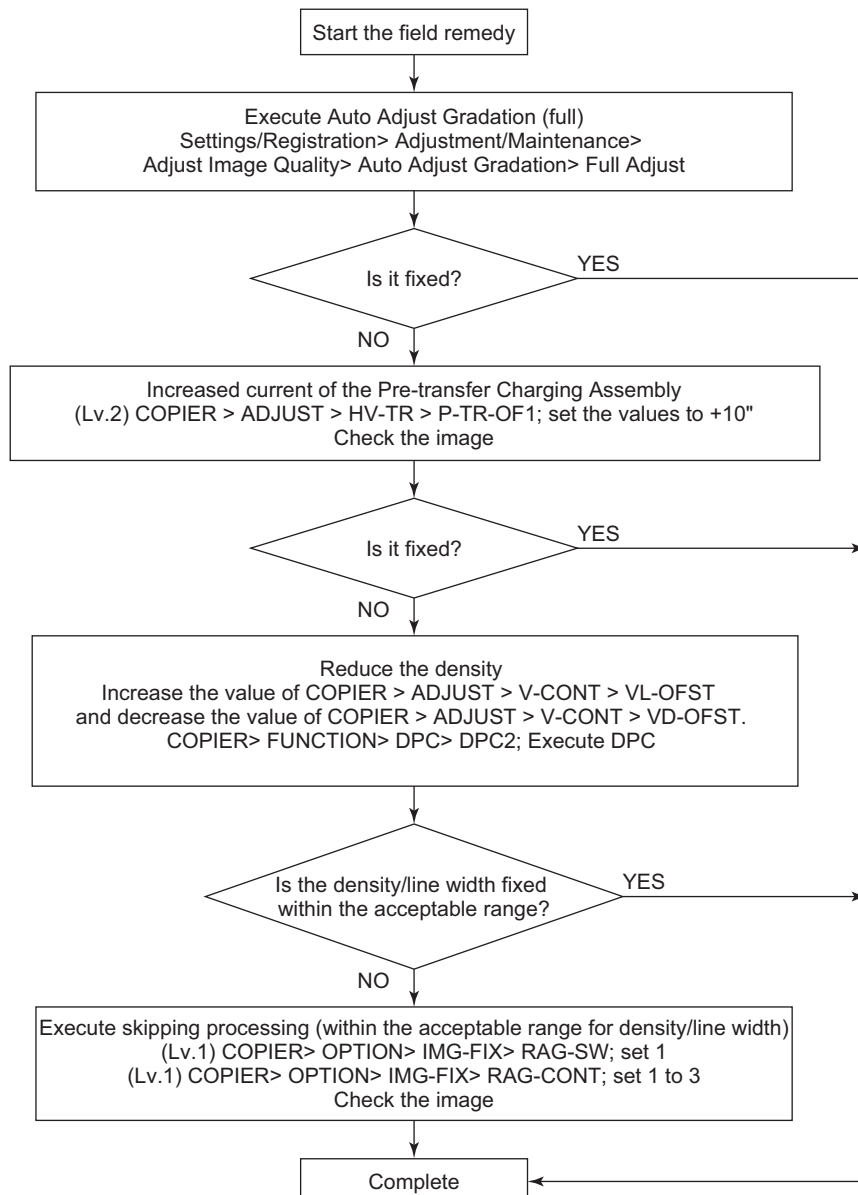 Start the field remedy
Execute Auto Adjust Gradation (full)
Settings/Registration> Adjustment/Maintenance>
Adjust Image Quality> Auto Adjust Gradation> Full Adjust
Is it fixed?
YES
NO
Increased current of the Pre-transfer Charging Assembly
(Lv.2) COPIER > ADJUST > HV-TR > P-TR-OF1; set the values to +10"
Check the image
Is it fixed?
YES
NO
Reduce the density
Increase the value of COPIER > ADJUST > V-CONT > VL-OFST
and decrease the value of COPIER > ADJUST > V-CONT > VD-OFST.
COPIER> FUNCTION> DPC> DPC2; Execute DPC
Is the density/line width fixed
within the acceptable range?
YES
NO
Execute skipping processing (within the acceptable range for density/line width)
(Lv.1) COPIER> OPTION> IMG-FIX> RAG-SW; set 1
(Lv.1) COPIER> OPTION> IMG-FIX> RAG-CONT; set 1 to 3
Check the image
Complete